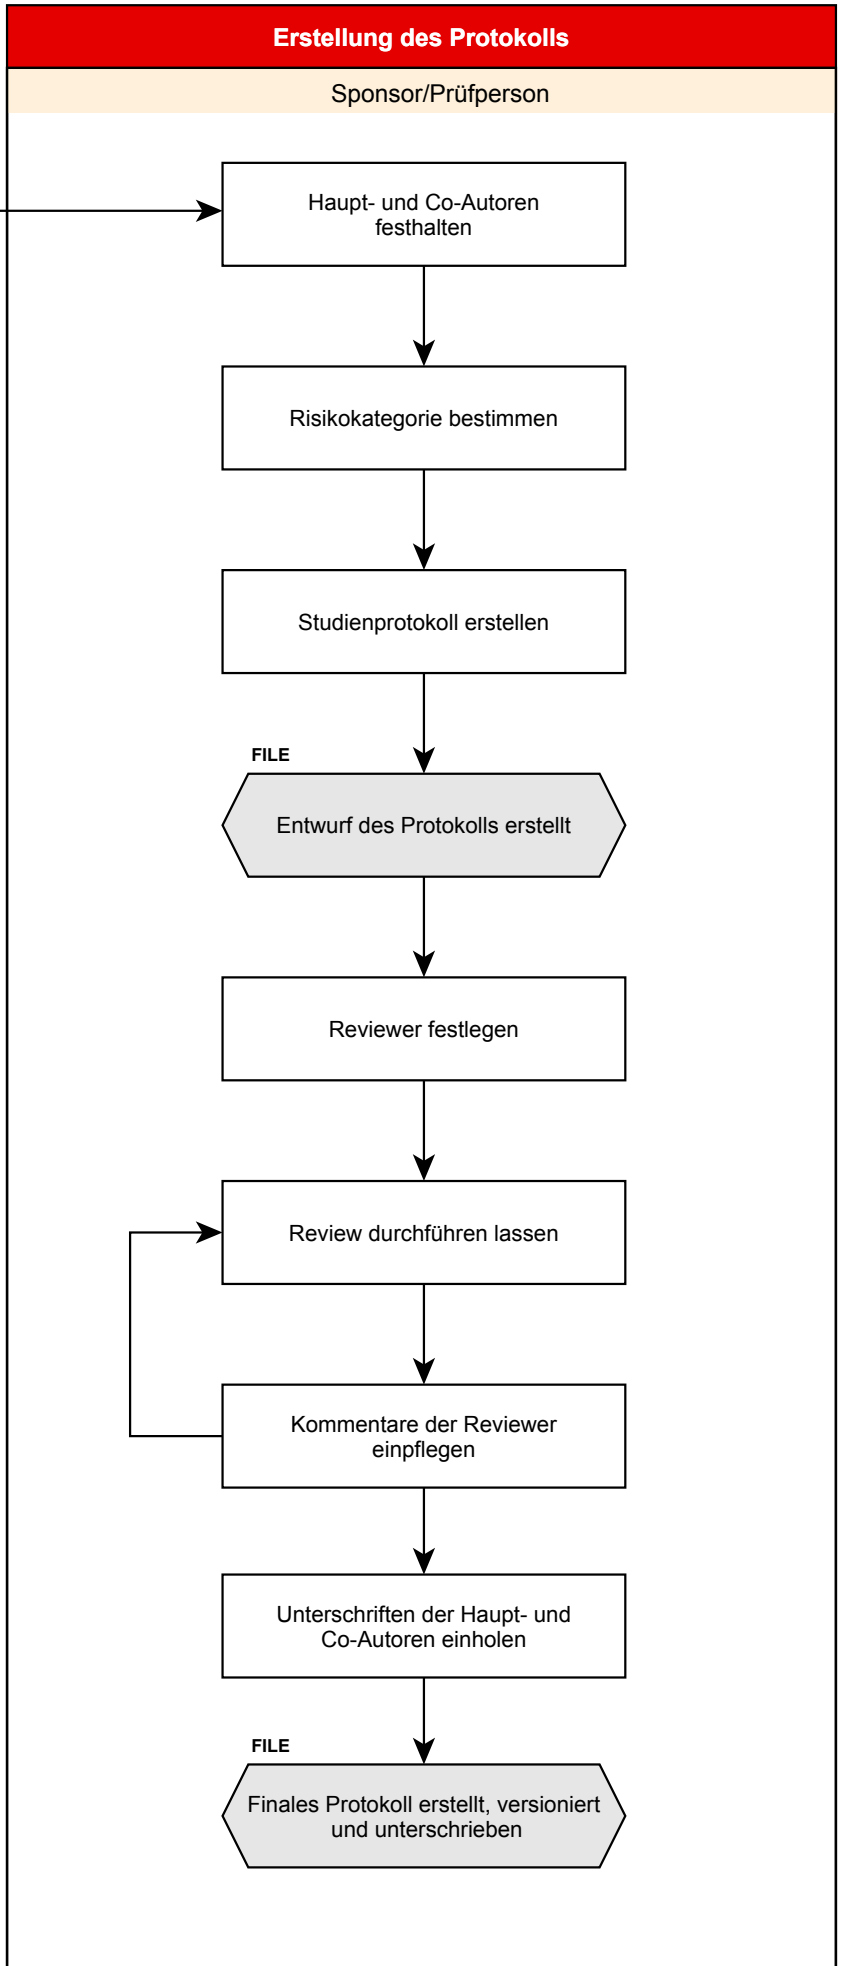 Erstellung des Protokolls
Sponsor/Prüfperson
Haupt- und Co-Autoren
festhalten
Risikokategorie bestimmen
Studienprotokoll erstellen
FILE
Entwurf des Protokolls erstellt
Reviewer festlegen
Review durchführen lassen
Kommentare der Reviewer
einpflegen
Unterschriften der Haupt- und
Co-Autoren einholen
FILE
Finales Protokoll erstellt, versioniert
und unterschrieben